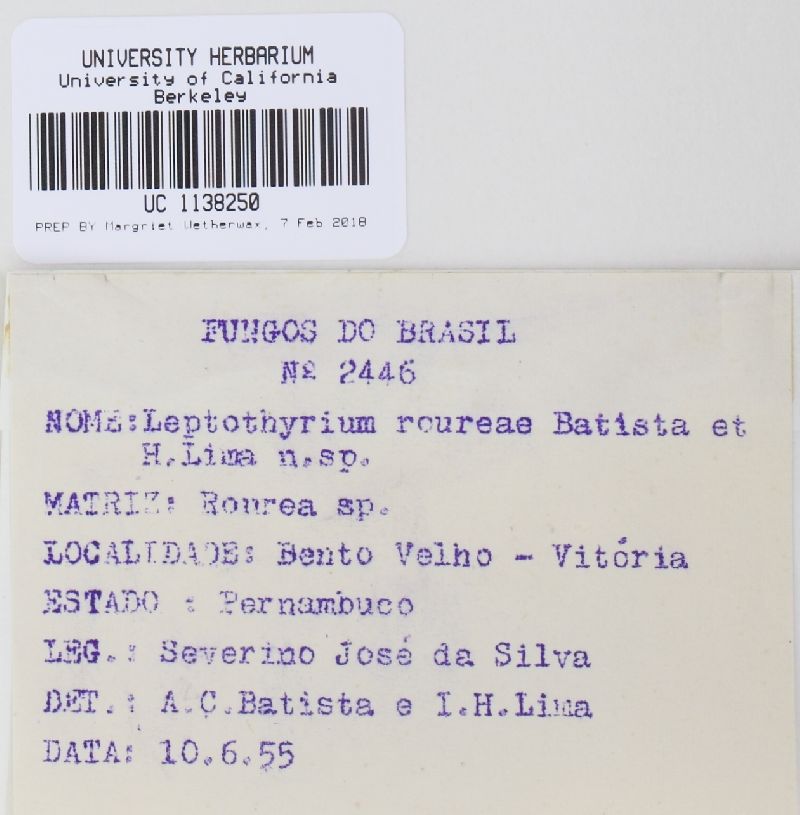 UNIVERSITY HERBARIUM
University of California
Berkeley
UC 1138250
PREP BY Margriet Wetherwax, 7 Feb 2018
FUNGOS DO BRASIL
Nº 2446
NOME:Leptothyrium roureae Batista et
H.Lima n.sp.
MATRIZ: Rourea sp.
LOCALIDADE: Bento Velho - Vitória
ESTADO : Pernambuco
LEG.: Severino José da Silva
DET.: A.C.Batista e I.H.Lima
DATA: 10.6.55